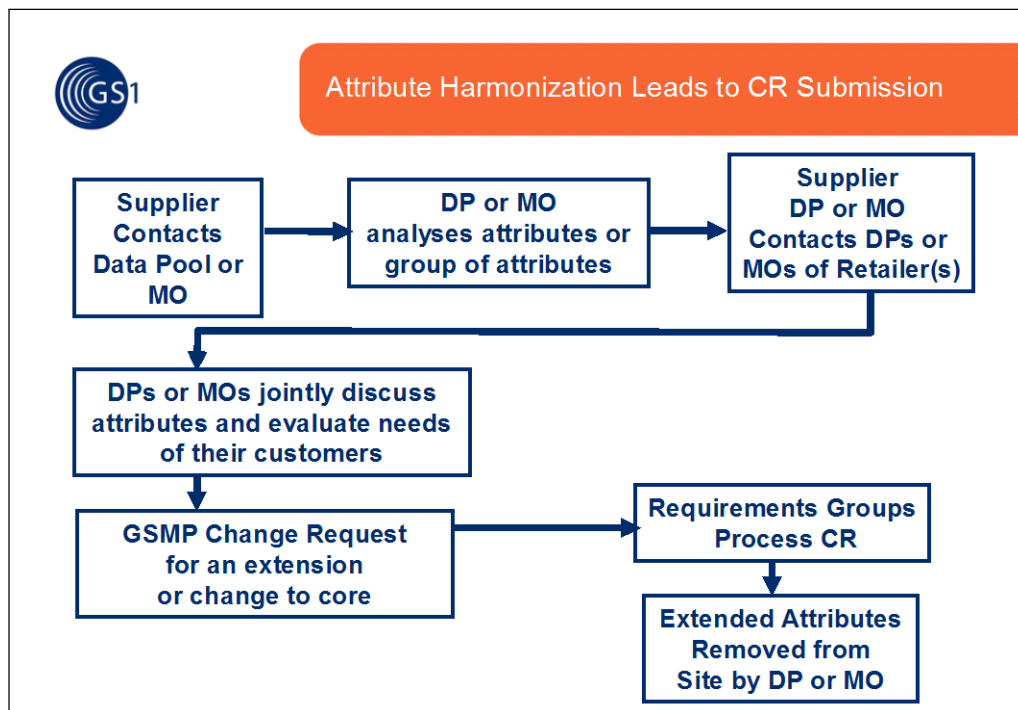 GS1
Attribute Harmonization Leads to CR Submission
Supplier
Contacts
Data Pool or
MO
DP or MO
analyses attributes or
group of attributes
Supplier
DP or MO
Contacts DPs or
MOs of Retailer(s)
DPs or MOs jointly discuss
attributes and evaluate needs
of their customers
GSMP Change Request
for an extension
or change to core
Requirements Groups
Process CR
Extended Attributes
Removed from
Site by DP or MO